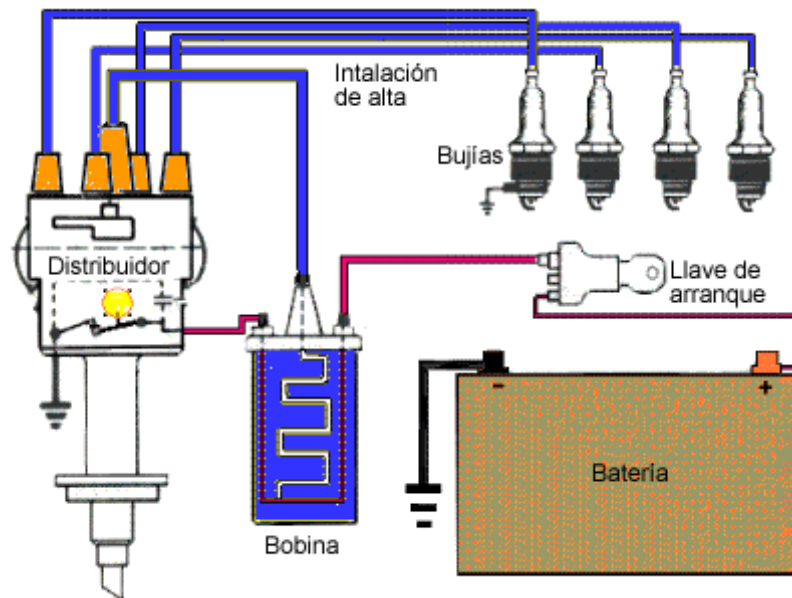 Intalación
de alta
Bujías
Distribuidor
Llave de
arranque
- +
Batería
Bobina